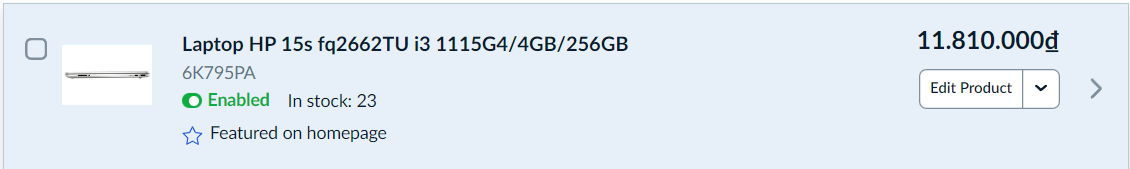 Laptop HP 15s fq2662TU i3 1115G4/4GB/256GB
11.810.000₫
6K795PA
Edit Product
Enabled In stock: 23
Featured on homepage